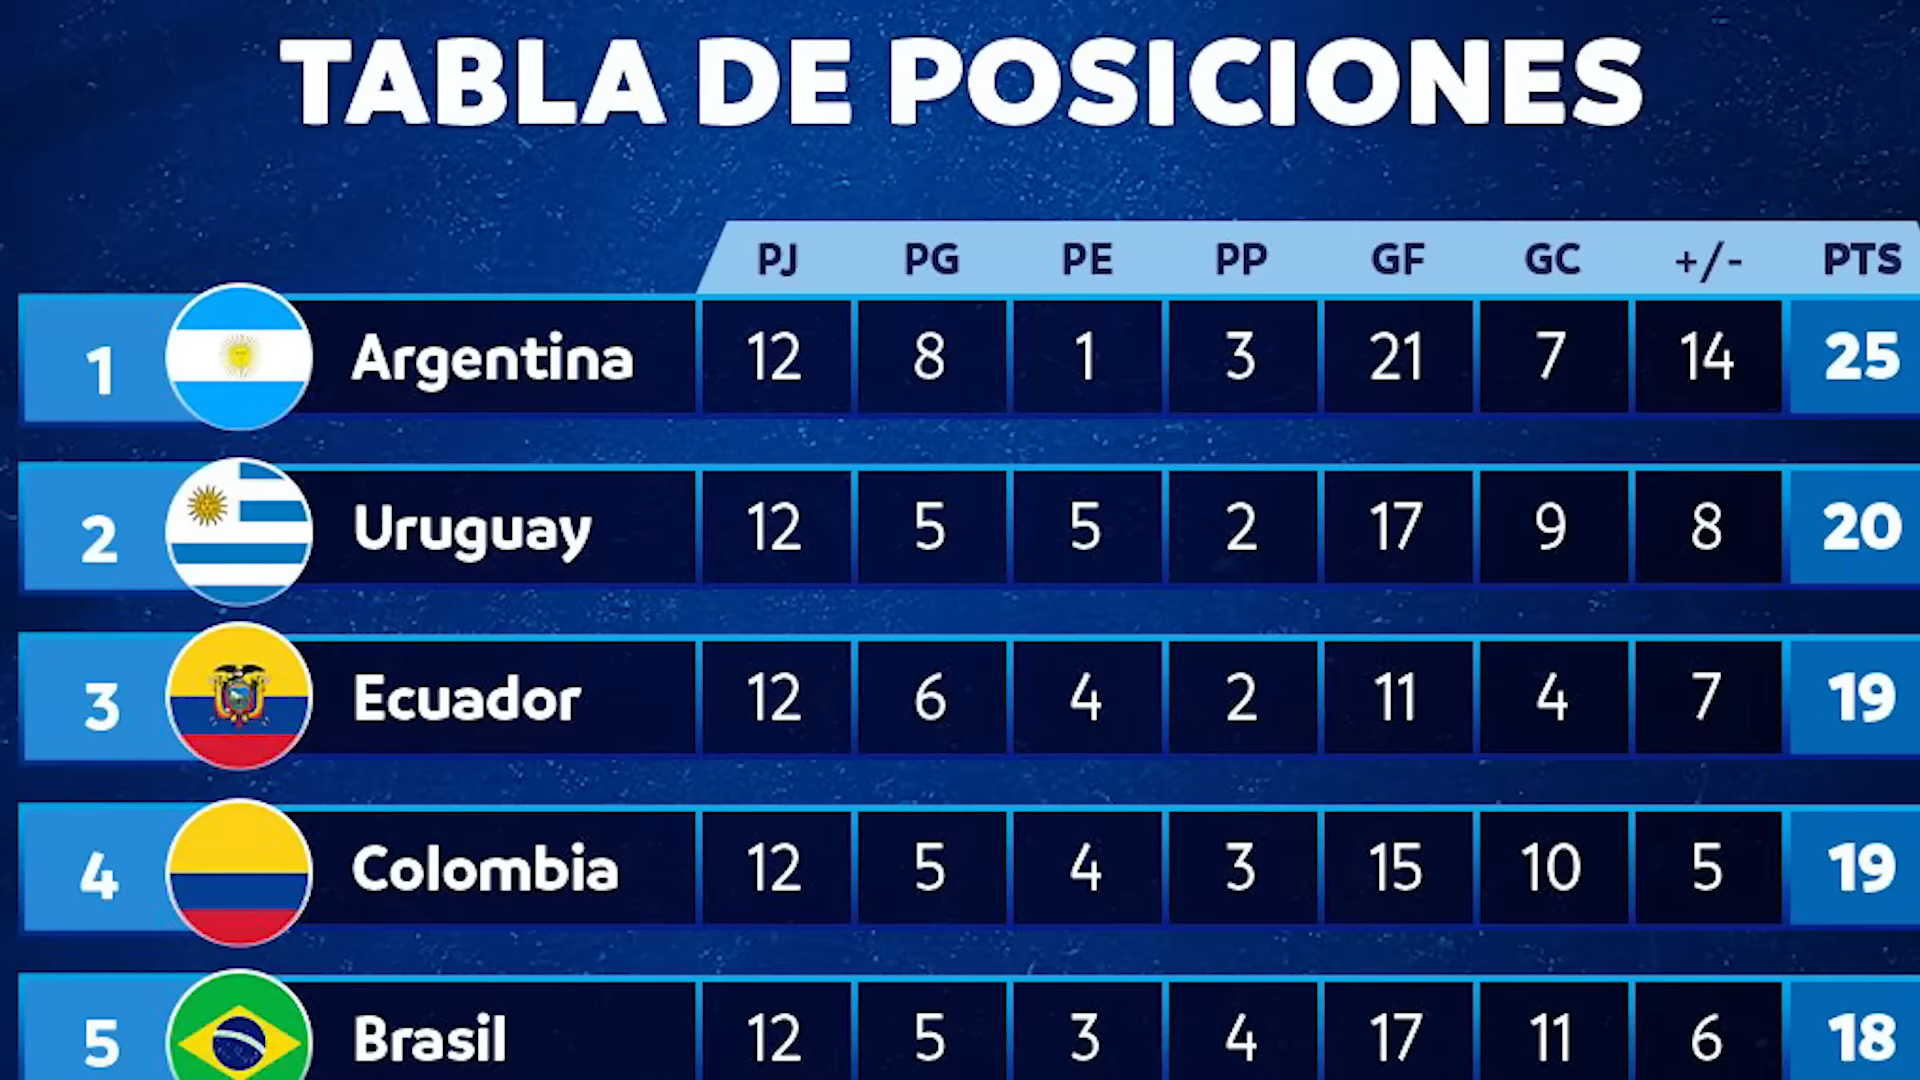 TABLA DE POSICIONES
PJ PG PE PP GF GC +/- PTS
1 Argentina 12 8 1 3 21 7 14 25
2 Uruguay 12 5 5 2 17 9 8 20
3 Ecuador 12 6 4 2 11 4 7 19
4 Colombia 12 5 4 3 15 10 5 19
5 Brasil 12 5 3 4 17 11 6 18